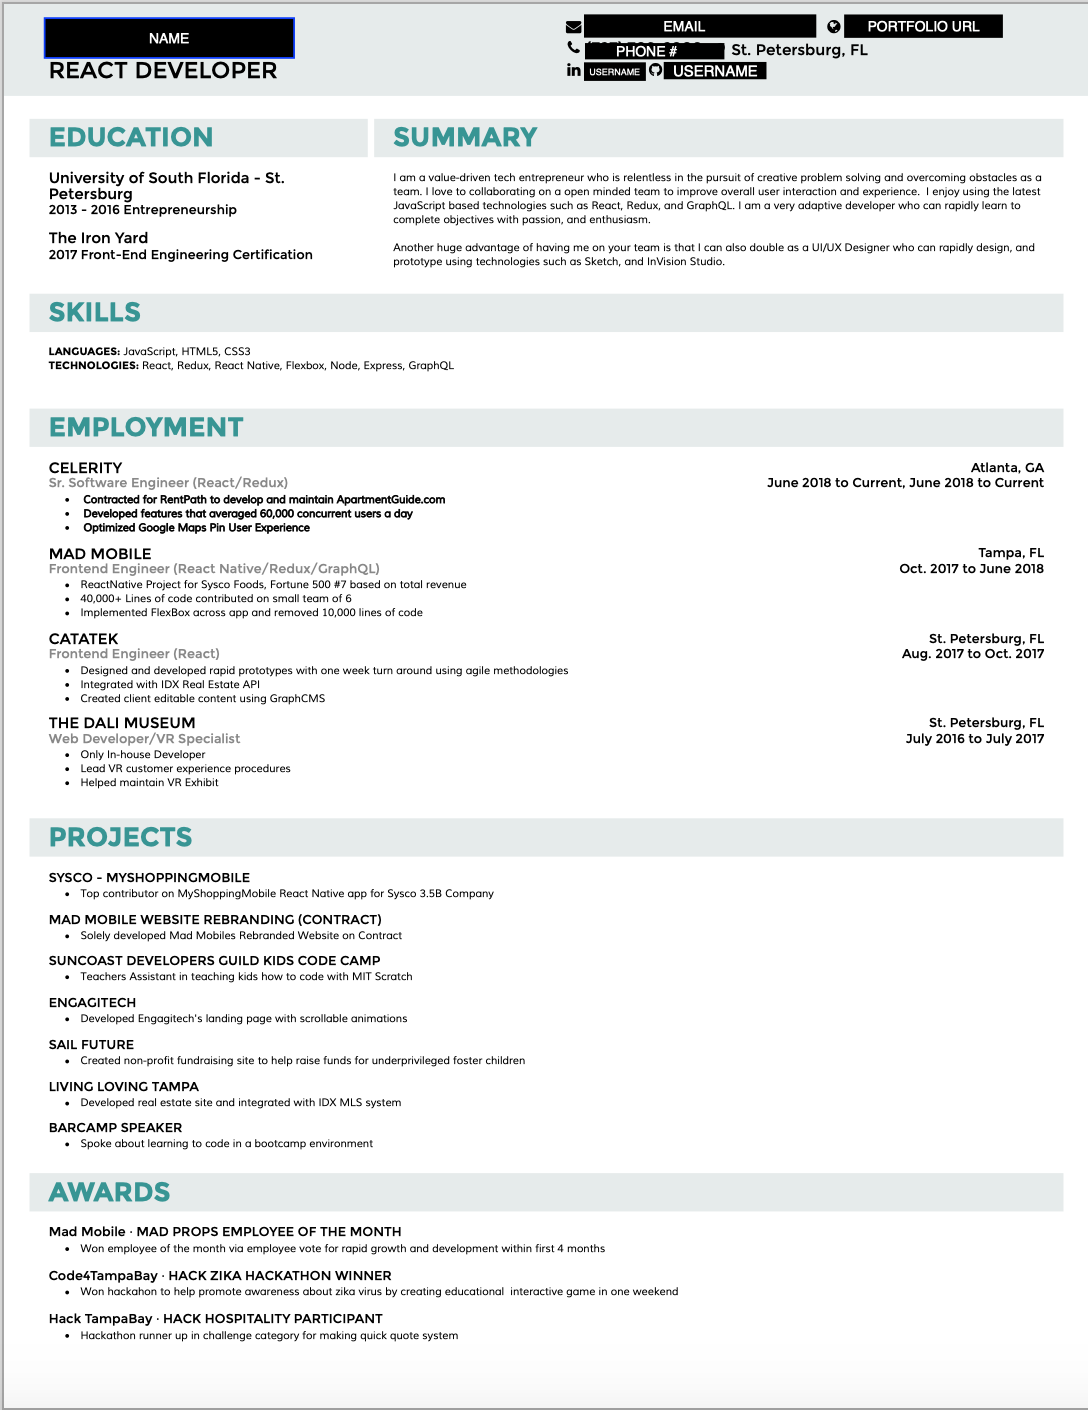 NAME
REACT DEVELOPER
EMAIL PORTFOLIO URL
PHONE # St. Petersburg, FL
in USERNAME USERNAME
EDUCATION
University of South Florida - St.
Petersburg
2013 - 2016 Entrepreneurship
The Iron Yard
2017 Front-End Engineering Certification
SUMMARY
I am a value-driven tech entrepreneur who is relentless in the pursuit of creative problem solving and overcoming obstacles as a
team. I love to collaborating on a open minded team to improve overall user interaction and experience.  I enjoy using the latest
JavaScript based technologies such as React, Redux, and GraphQL. I am a very adaptive developer who can rapidly learn to
complete objectives with passion, and enthusiasm.
Another huge advantage of having me on your team is that I can also double as a UI/UX Designer who can rapidly design, and
prototype using technologies such as Sketch, and InVision Studio.
SKILLS
LANGUAGES: JavaScript, HTML5, CSS3
TECHNOLOGIES: React, Redux, React Native, Flexbox, Node, Express, GraphQL
EMPLOYMENT
CELERITY Atlanta, GA
Sr. Software Engineer (React/Redux) June 2018 to Current, June 2018 to Current
• Contracted for RentPath to develop and maintain ApartmentGuide.com
• Developed features that averaged 60,000 concurrent users a day
• Optimized Google Maps Pin User Experience
MAD MOBILE Tampa, FL
Frontend Engineer (React Native/Redux/GraphQL) Oct. 2017 to June 2018
• ReactNative Project for Sysco Foods, Fortune 500 #7 based on total revenue
• 40,000+ Lines of code contributed on small team of 6
• Implemented FlexBox across app and removed 10,000 lines of code
CATATEK St. Petersburg, FL
Frontend Engineer (React) Aug. 2017 to Oct. 2017
• Designed and developed rapid prototypes with one week turn around using agile methodologies
• Integrated with IDX Real Estate API
• Created client editable content using GraphCMS
THE DALI MUSEUM St. Petersburg, FL
Web Developer/VR Specialist July 2016 to July 2017
• Only In-house Developer
• Lead VR customer experience procedures
• Helped maintain VR Exhibit
PROJECTS
SYSCO - MYSHOPPINGMOBILE
• Top contributor on MyShoppingMobile React Native app for Sysco 3.5B Company
MAD MOBILE WEBSITE REBRANDING (CONTRACT)
• Solely developed Mad Mobiles Rebranded Website on Contract
SUNCOAST DEVELOPERS GUILD KIDS CODE CAMP
• Teachers Assistant in teaching kids how to code with MIT Scratch
ENGAGITECH
• Developed Engagitech's landing page with scrollable animations
SAIL FUTURE
• Created non-profit fundraising site to help raise funds for underprivileged foster children
LIVING LOVING TAMPA
• Developed real estate site and integrated with IDX MLS system
BARCAMP SPEAKER
• Spoke about learning to code in a bootcamp environment
AWARDS
Mad Mobile · MAD PROPS EMPLOYEE OF THE MONTH
• Won employee of the month via employee vote for rapid growth and development within first 4 months
Code4TampaBay · HACK ZIKA HACKATHON WINNER
• Won hackahon to help promote awareness about zika virus by creating educational  interactive game in one weekend
Hack TampaBay · HACK HOSPITALITY PARTICIPANT
• Hackathon runner up in challenge category for making quick quote system